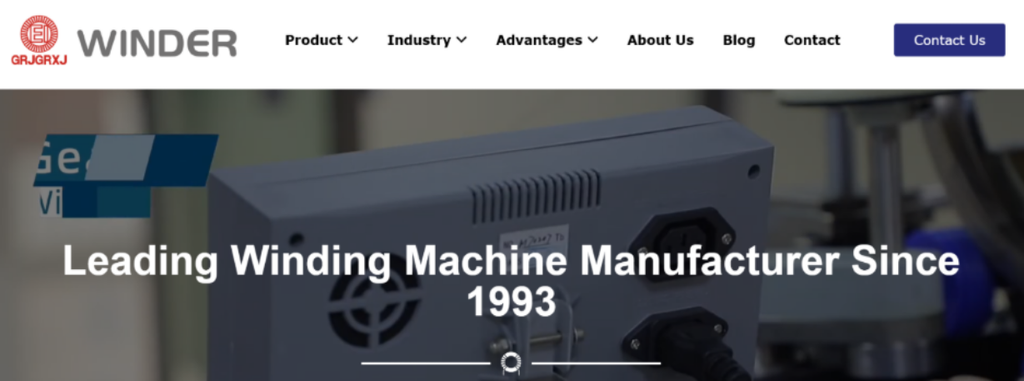 GRJGRXJ
WINDER
Product
Industry
Advantages
About Us
Blog
Contact
Contact Us
Leading Winding Machine Manufacturer Since
1993